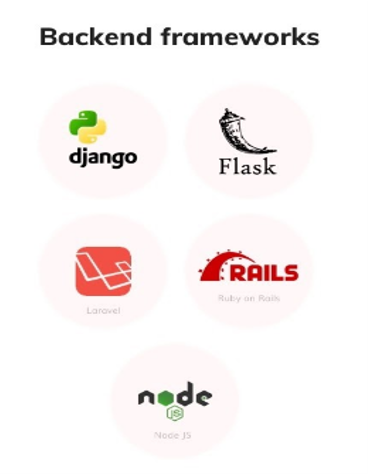 Backend frameworks
django
Flask
Laravel
RAILS
Ruby on Rails
node
JS
Node JS